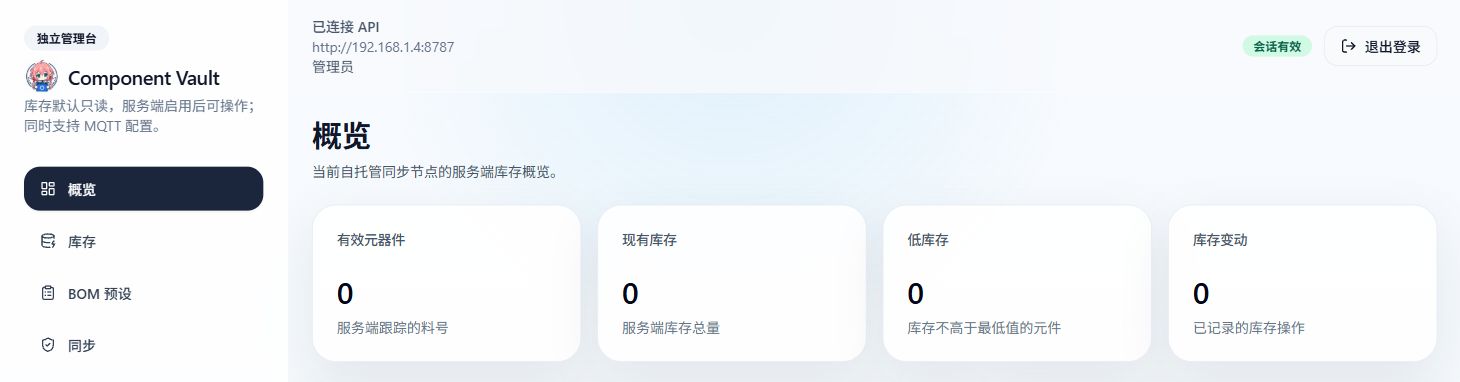 独立管理台
Component Vault
库存默认只读，服务端启用后可操作；
同时支持 MQTT 配置。
概览
库存
BOM 预设
同步
已连接 API
http://192.168.1.4:8787
管理员
会话有效
退出登录
概览
当前自托管同步节点的服务端库存概览。
有效元器件
0
服务端跟踪的料号
现有库存
0
服务端库存总量
低库存
0
库存不高于最低值的元件
库存变动
0
已记录的库存操作